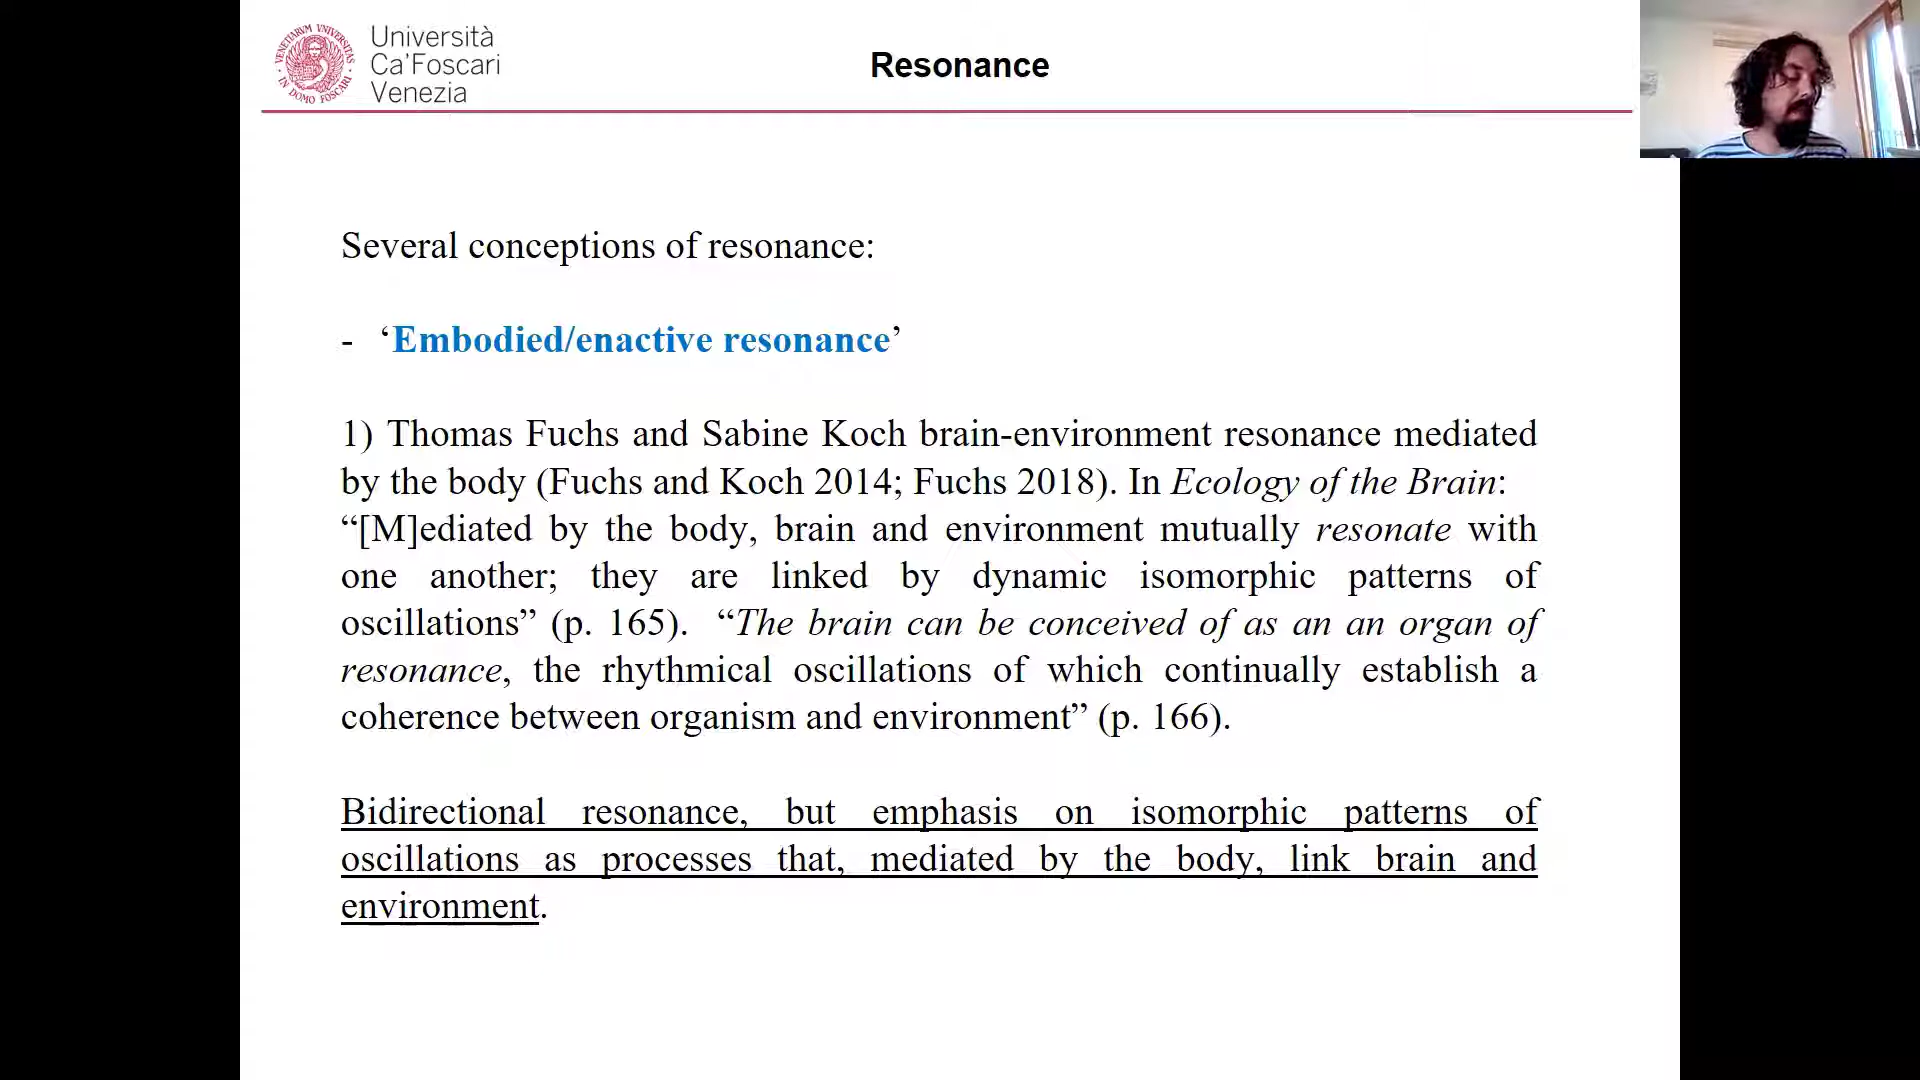 Università
Ca'Foscari
Venezia
Resonance
VENETIARVM VNIVERSITAS
IN DOMO FOSCARI
Several conceptions of resonance:
- ‘Embodied/enactive resonance’
1) Thomas Fuchs and Sabine Koch brain-environment resonance mediated
by the body (Fuchs and Koch 2014; Fuchs 2018). In Ecology of the Brain:
“[M]ediated by the body, brain and environment mutually resonate with
one another; they are linked by dynamic isomorphic patterns of
oscillations” (p. 165). “The brain can be conceived of as an an organ of
resonance, the rhythmical oscillations of which continually establish a
coherence between organism and environment” (p. 166).
Bidirectional resonance, but emphasis on isomorphic patterns of
oscillations as processes that, mediated by the body, link brain and
environment.